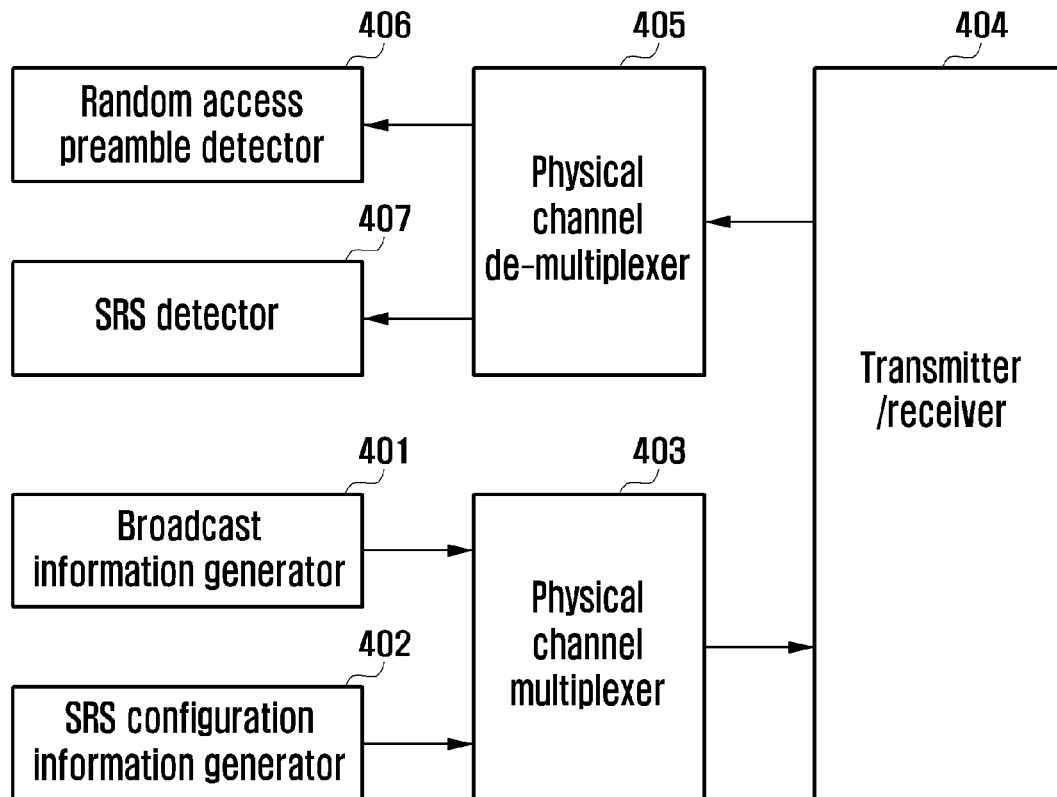 406
Random access
preamble detector
405
Physical
channel
de-multiplexer
404
Transmitter
/receiver
407
SRS detector
401
Broadcast
information generator
403
Physical
channel
multiplexer
402
SRS configuration
information generator